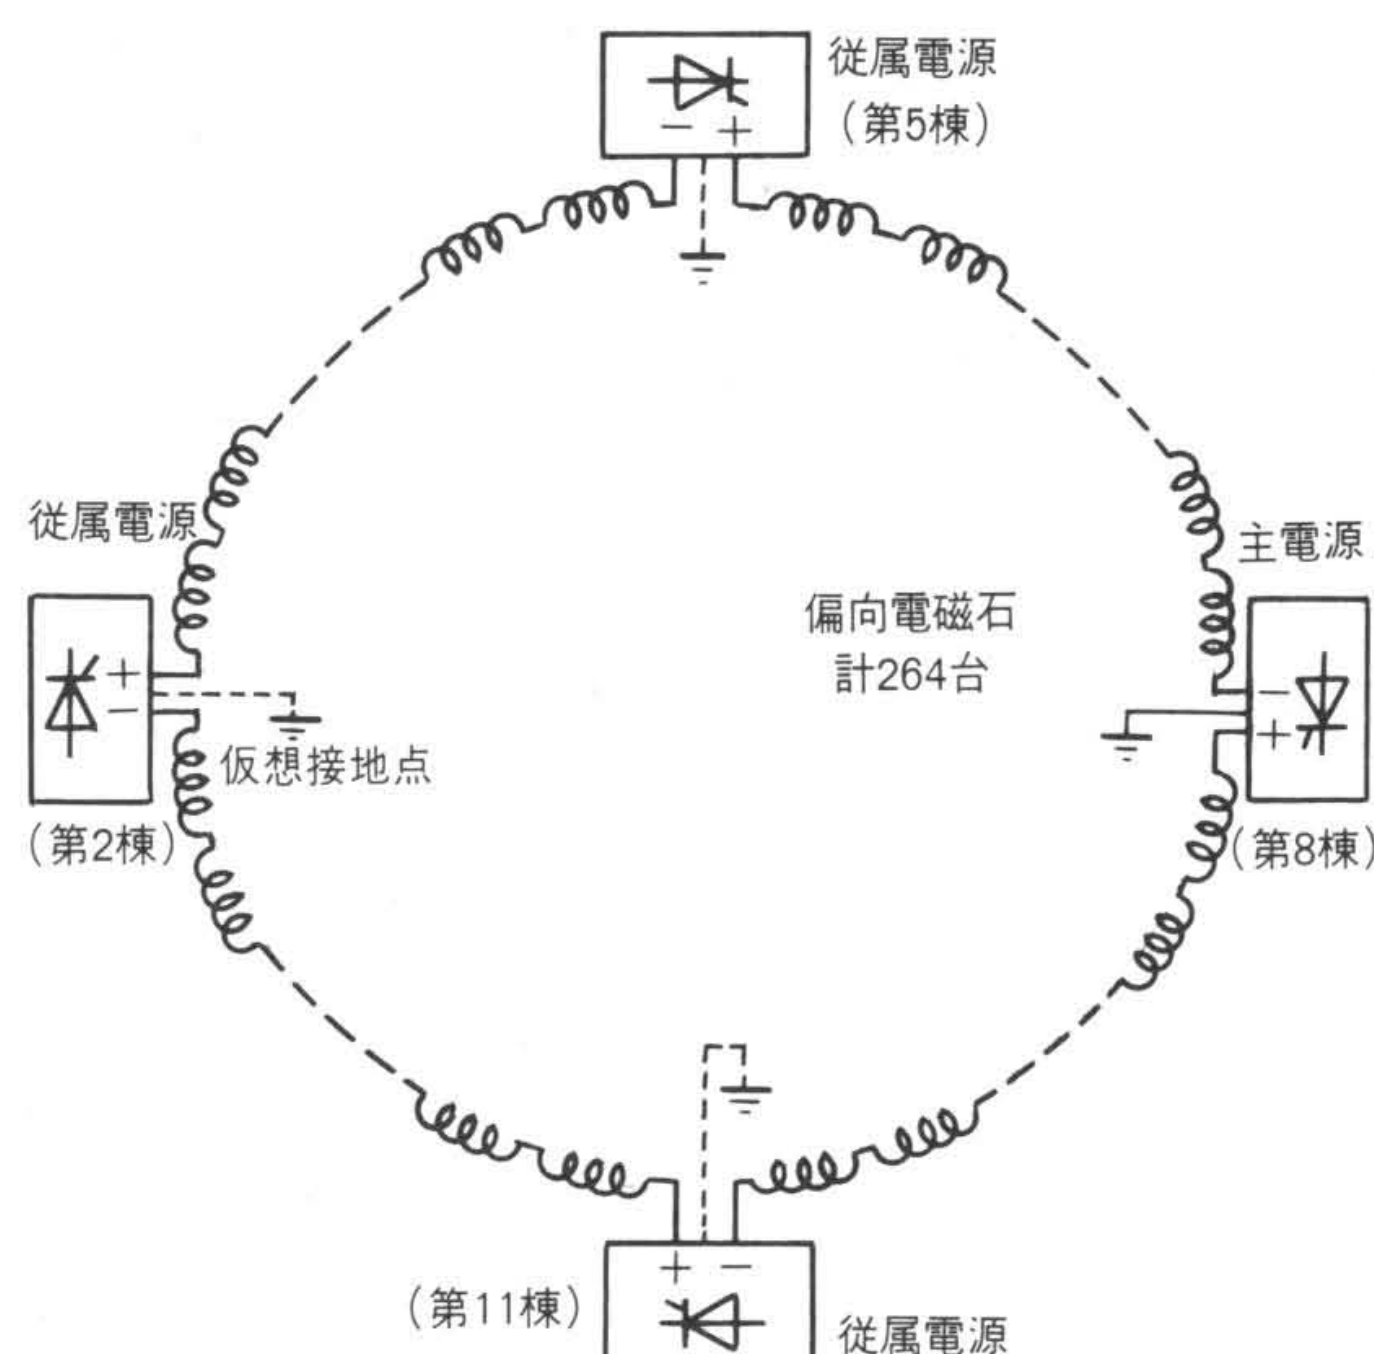 従属電源
(第5棟)
− +
従属電源
主電源
偏向電磁石
計264台
+
−
−
+
仮想接地点
(第2棟)
(第8棟)
+ −
(第11棟)
従属電源